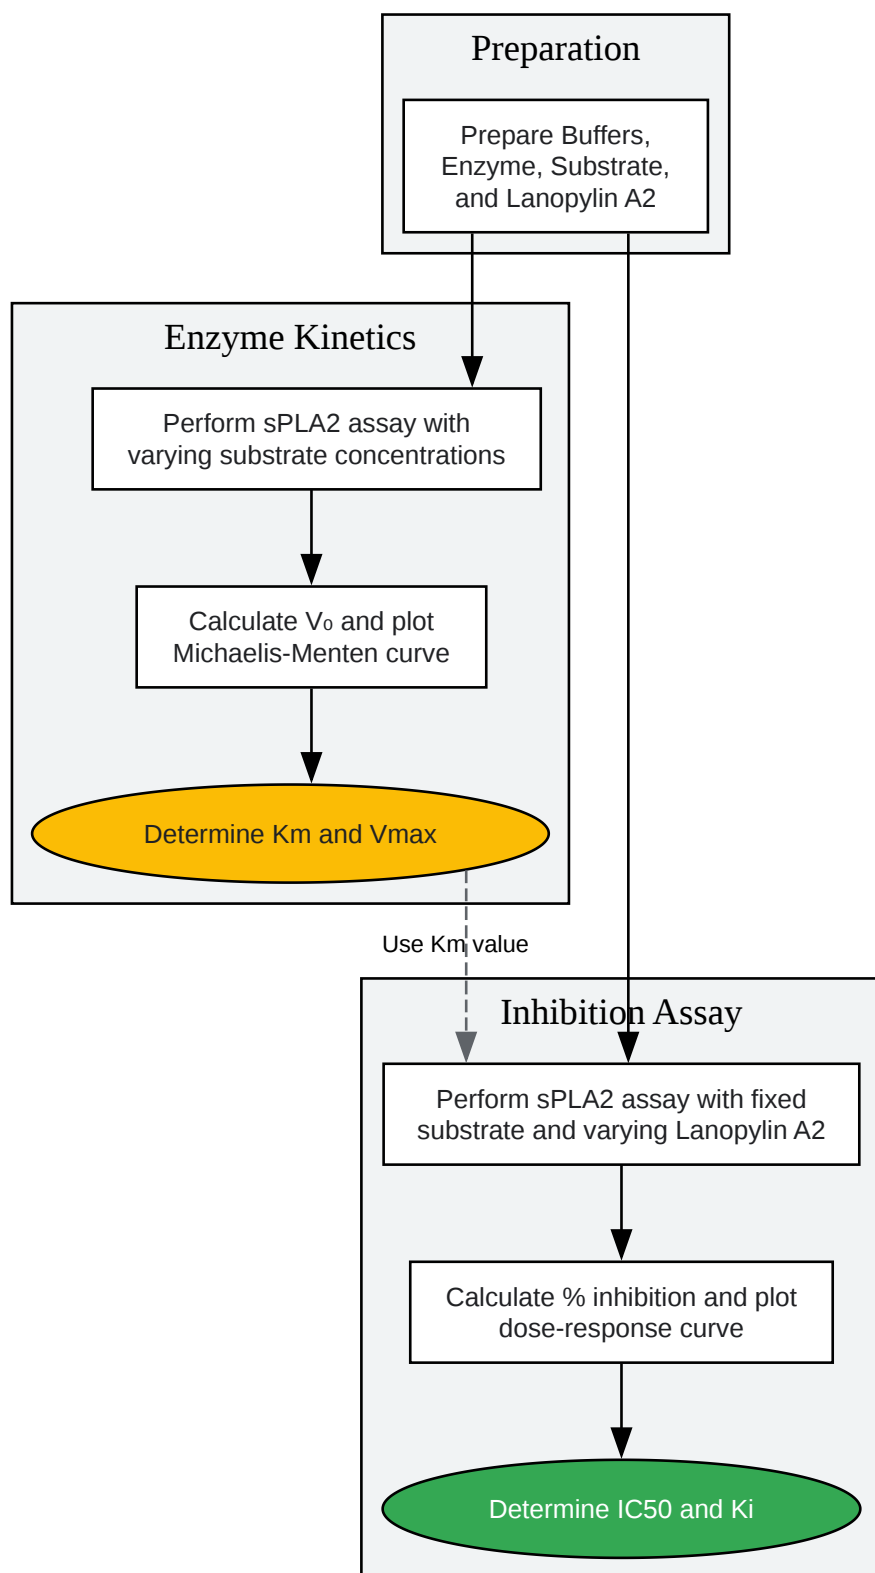 Preparation
Prepare Buffers,
Enzyme, Substrate,
and Lanopylin A2
Enzyme Kinetics
Perform sPLA2 assay with
varying substrate concentrations
Calculate V₀ and plot
Michaelis-Menten curve
Determine Km and Vmax
Use Km value
Inhibition Assay
Perform sPLA2 assay with fixed
substrate and varying Lanopylin A2
Calculate % inhibition and plot
dose-response curve
Determine IC50 and Ki